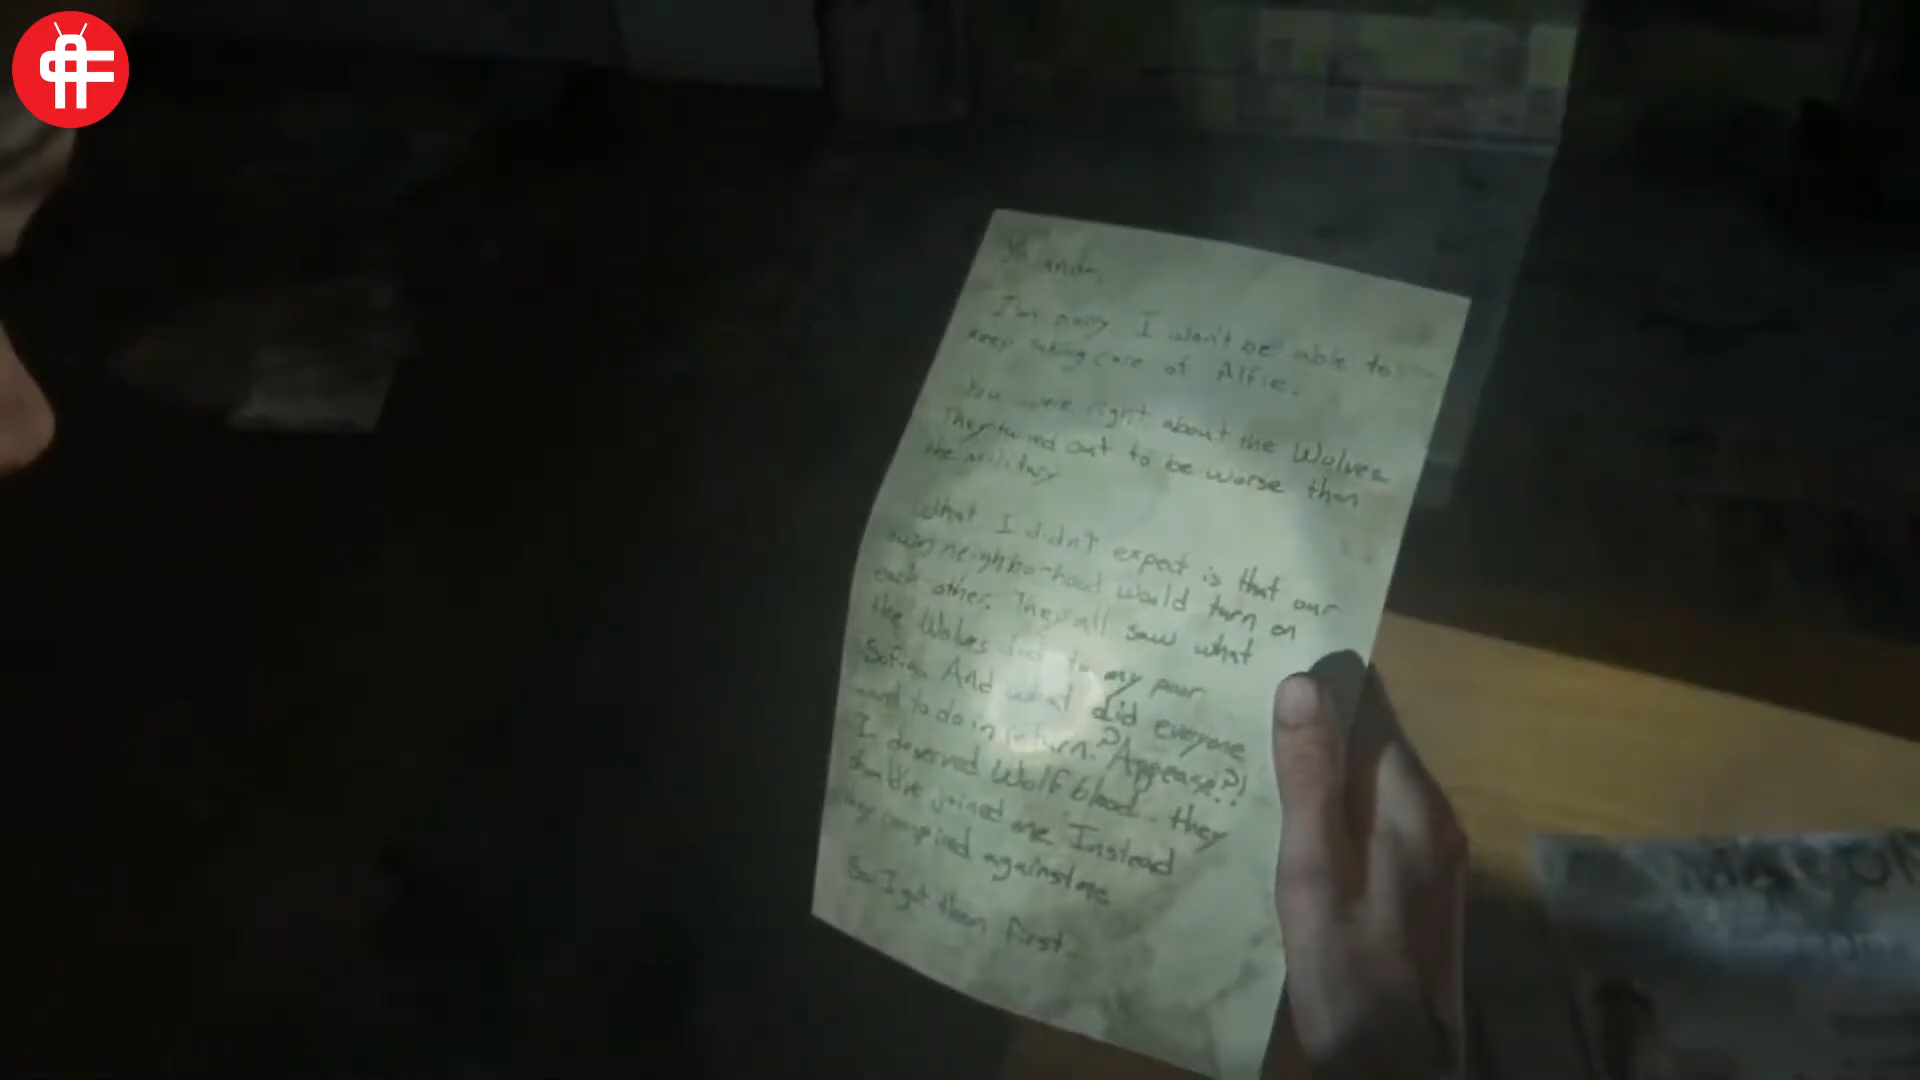 I'm sorry. I won't be able to
keep taking care of Alfie.
You were right about the Wolves
They turned out to be worse than
the military
What I didn't expect is that our
own neighborhood would turn on
each other. They all saw what
the Wolves did to my poor
Sofia. And what did everyone
want to do in return? Appease?!
I deserved Wolf blood.. they
should've joined me Instead
they conspired against me
So I got them first..